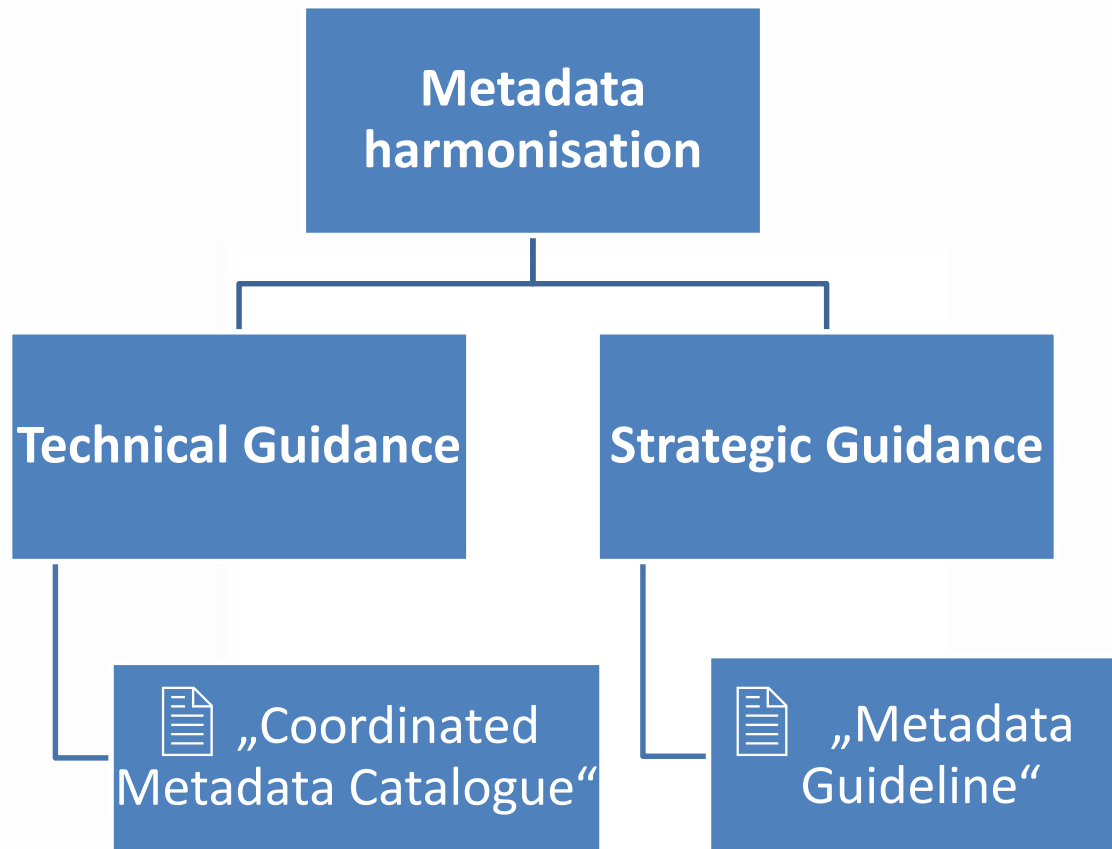 Metadata
harmonisation
Technical Guidance
Strategic Guidance
„Coordinated
Metadata Catalogue“
„Metadata
Guideline“